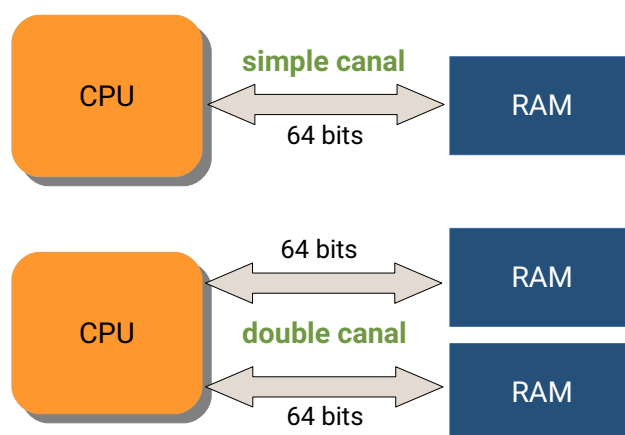 simple canal
CPU
RAM
64 bits
64 bits
RAM
CPU
double canal
RAM
64 bits